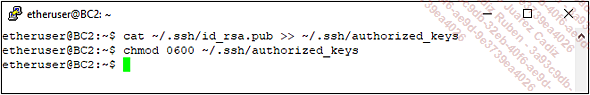 etheruser@BC2: ~
etheruser@BC2:~$ cat ~/.ssh/id_rsa.pub >> ~/.ssh/authorized_keys
etheruser@BC2:~$ chmod 0600 ~/.ssh/authorized_keys
etheruser@BC2:~$